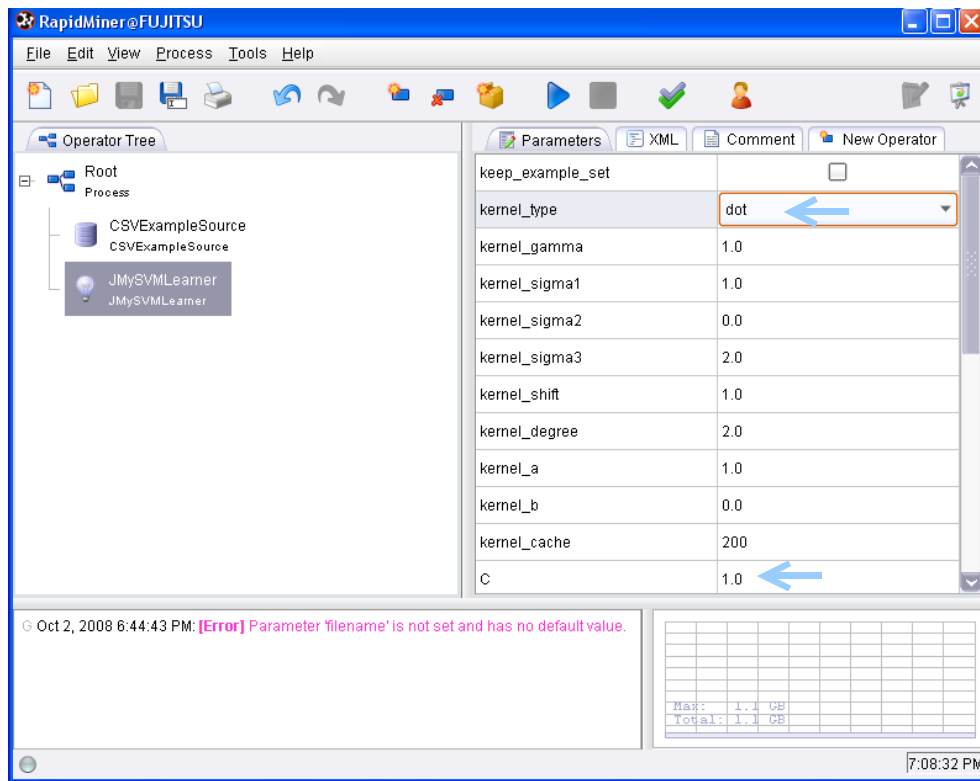 RapidMiner@FUJITSU
File Edit View Process Tools Help
Operator Tree
Root
Process
CSVExampleSource
CSVExampleSource
JMySVMLearner
JMySVMLearner
Parameters XML Comment New Operator
keep_example_set
kernel_type dot
kernel_gamma 1.0
kernel_sigma1 1.0
kernel_sigma2 0.0
kernel_sigma3 2.0
kernel_shift 1.0
kernel_degree 2.0
kernel_a 1.0
kernel_b 0.0
kernel_cache 200
C 1.0
G Oct 2, 2008 6:44:43 PM: [Error] Parameter 'filename' is not set and has no default value.
Max: 1.1 GB
Total: 1.1 GB
7:08:32 PM